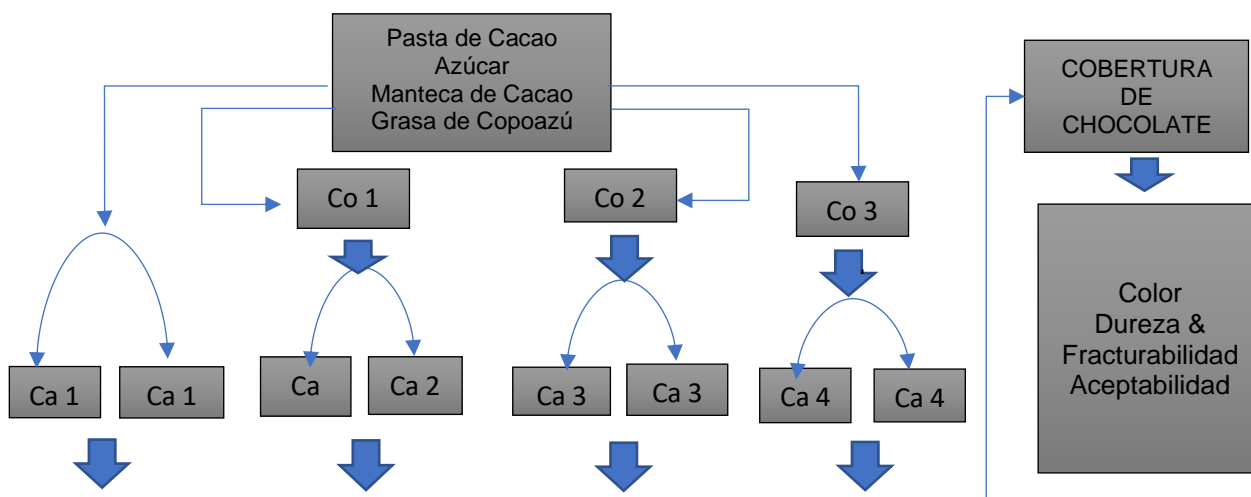 Pasta de Cacao
Azúcar
Manteca de Cacao
Grasa de Copoazú
COBERTURA
DE
CHOCOLATE
Co 1
Co 2
Co 3
Ca 1
Ca 1
Ca
Ca 2
Ca 3
Ca 3
Ca 4
Ca 4
Color
Dureza &
Fracturabilidad
Aceptabilidad